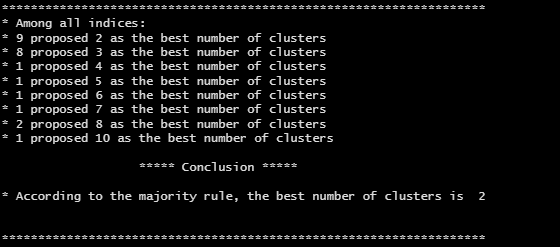 *******************************************************************
* Among all indices:
* 9 proposed 2 as the best number of clusters
* 8 proposed 3 as the best number of clusters
* 1 proposed 4 as the best number of clusters
* 1 proposed 5 as the best number of clusters
* 1 proposed 6 as the best number of clusters
* 1 proposed 7 as the best number of clusters
* 2 proposed 8 as the best number of clusters
* 1 proposed 10 as the best number of clusters
***** Conclusion *****
* According to the majority rule, the best number of clusters is  2
*******************************************************************